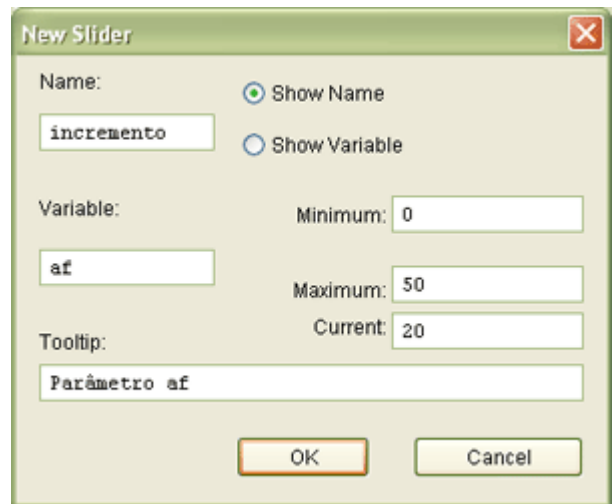 New Slider
Name:
Show Name
incremento
Show Variable
Variable:
Minimum: 0
af
Maximum: 50
Current: 20
Tooltip:
Parâmetro af
OK Cancel